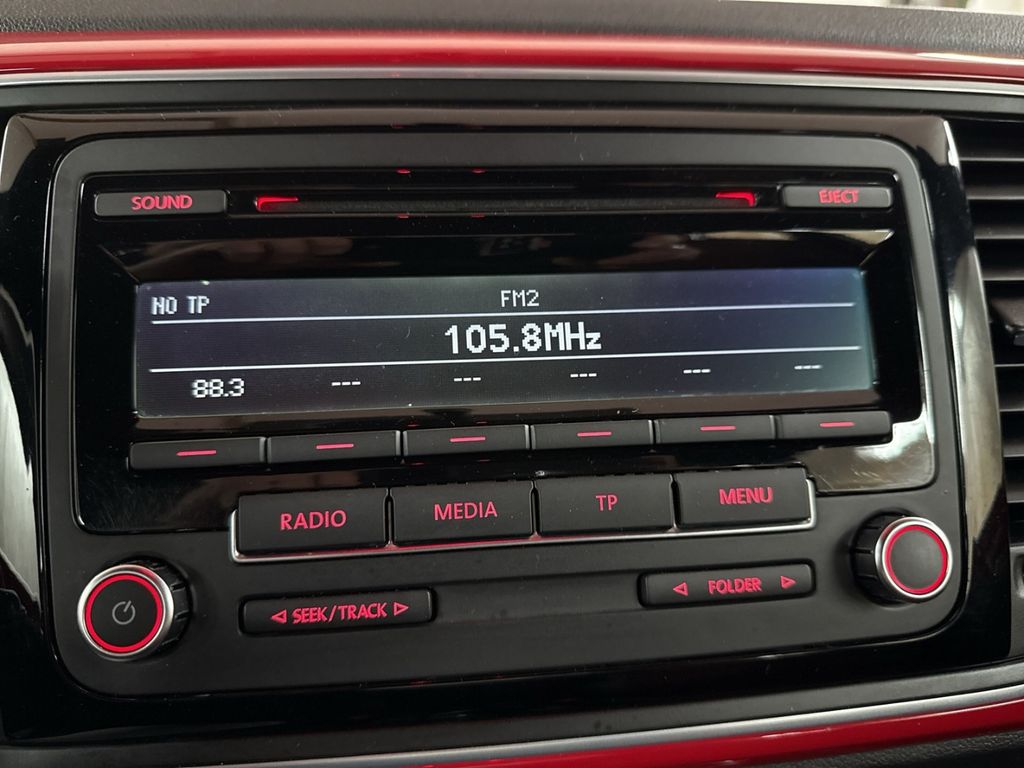 SOUND EJECT
NO TP FM2
105.8MHz
88.3 --- --- --- --- ---
RADIO MEDIA TP MENU
SEEK/TRACK FOLDER